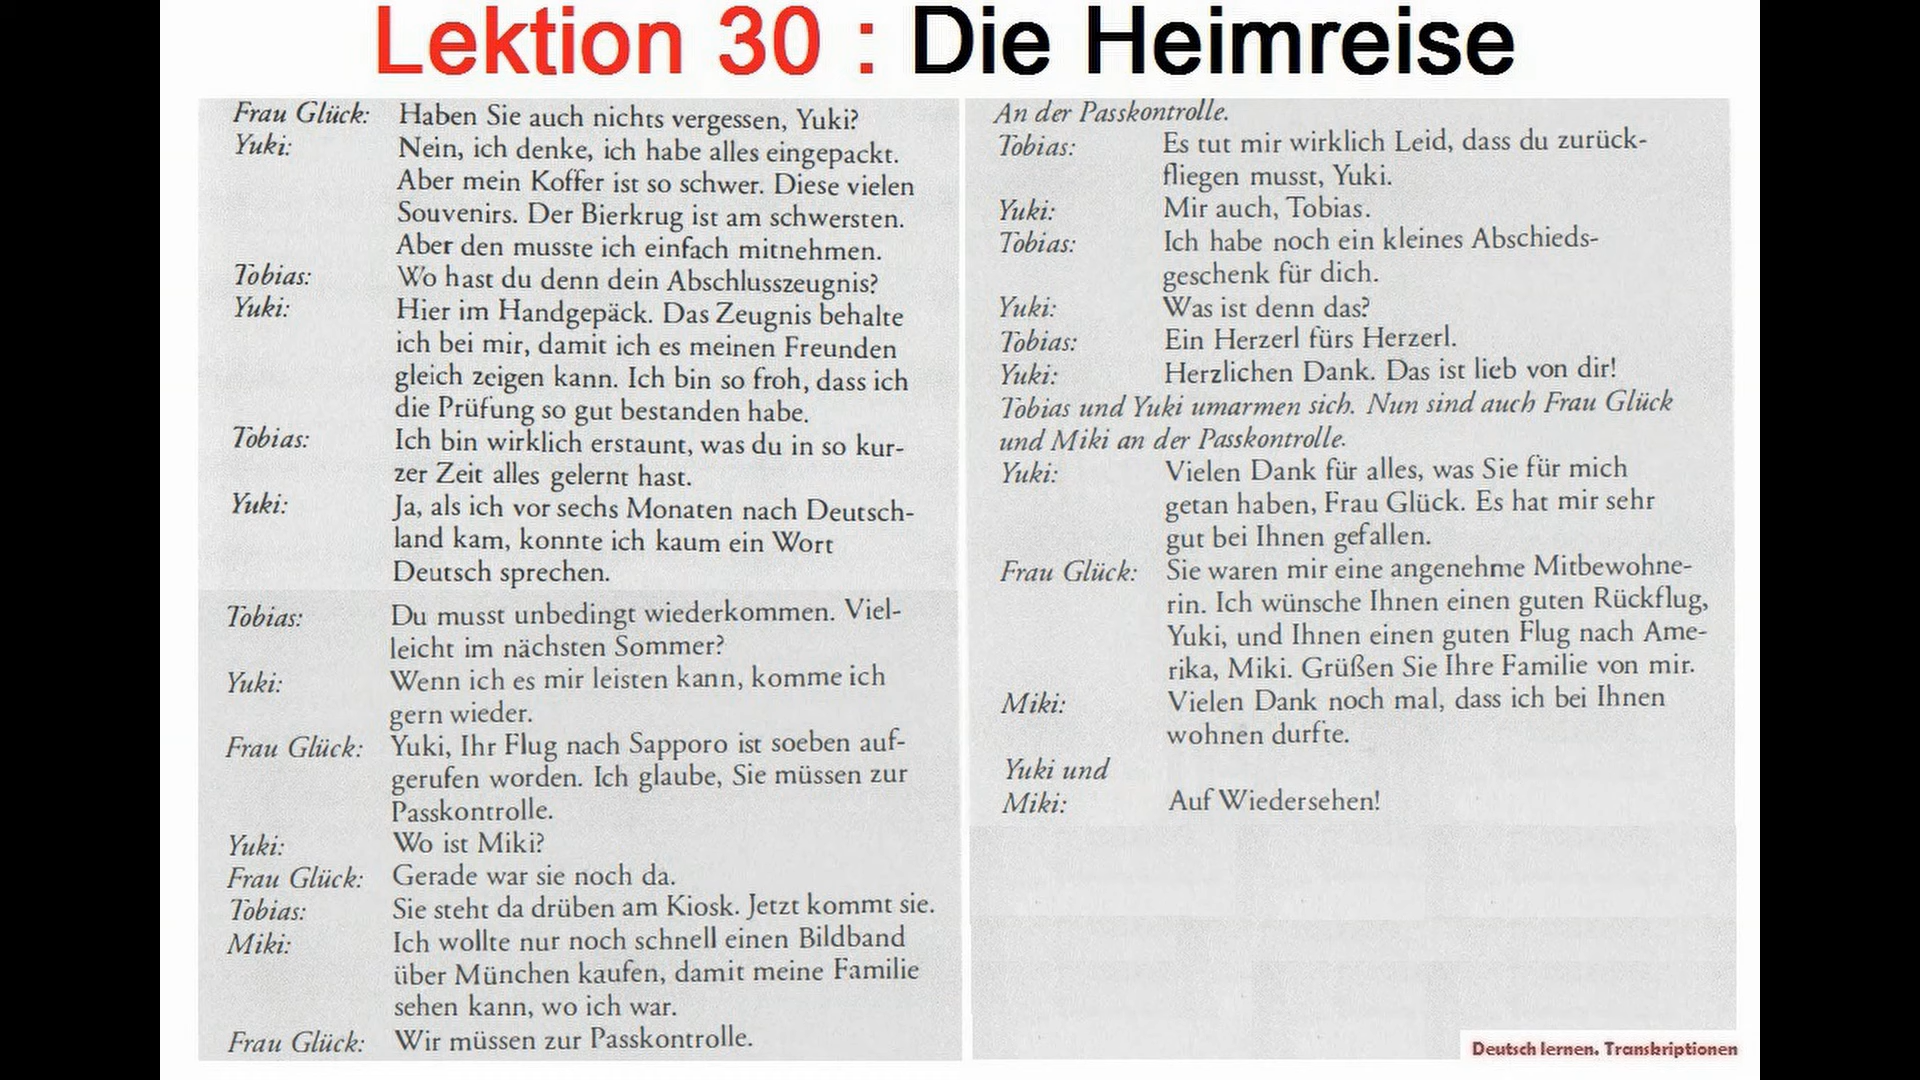 Lektion 30 : Die Heimreise
Frau Glück: Haben Sie auch nichts vergessen, Yuki?
Yuki: Nein, ich denke, ich habe alles eingepackt.
Aber mein Koffer ist so schwer. Diese vielen
Souvenirs. Der Bierkrug ist am schwersten.
Aber den musste ich einfach mitnehmen.
Tobias: Wo hast du denn dein Abschlusszeugnis?
Yuki: Hier im Handgepäck. Das Zeugnis behalte
ich bei mir, damit ich es meinen Freunden
gleich zeigen kann. Ich bin so froh, dass ich
die Prüfung so gut bestanden habe.
Tobias: Ich bin wirklich erstaunt, was du in so kur-
zer Zeit alles gelernt hast.
Yuki: Ja, als ich vor sechs Monaten nach Deutsch-
land kam, konnte ich kaum ein Wort
Deutsch sprechen.
Tobias: Du musst unbedingt wiederkommen. Viel-
leicht im nächsten Sommer?
Yuki: Wenn ich es mir leisten kann, komme ich
gern wieder.
Frau Glück: Yuki, Ihr Flug nach Sapporo ist soeben auf-
gerufen worden. Ich glaube, Sie müssen zur
Passkontrolle.
Yuki: Wo ist Miki?
Frau Glück: Gerade war sie noch da.
Tobias: Sie steht da drüben am Kiosk. Jetzt kommt sie.
Miki: Ich wollte nur noch schnell einen Bildband
über München kaufen, damit meine Familie
sehen kann, wo ich war.
Frau Glück: Wir müssen zur Passkontrolle.
An der Passkontrolle.
Tobias: Es tut mir wirklich Leid, dass du zurück-
fliegen musst, Yuki.
Yuki: Mir auch, Tobias.
Tobias: Ich habe noch ein kleines Abschieds-
geschenk für dich.
Yuki: Was ist denn das?
Tobias: Ein Herzerl fürs Herzerl.
Yuki: Herzlichen Dank. Das ist lieb von dir!
Tobias und Yuki umarmen sich. Nun sind auch Frau Glück
und Miki an der Passkontrolle.
Yuki: Vielen Dank für alles, was Sie für mich
getan haben, Frau Glück. Es hat mir sehr
gut bei Ihnen gefallen.
Frau Glück: Sie waren mir eine angenehme Mitbewohne-
rin. Ich wünsche Ihnen einen guten Rückflug,
Yuki, und Ihnen einen guten Flug nach Ame-
rika, Miki. Grüßen Sie Ihre Familie von mir.
Miki: Vielen Dank noch mal, dass ich bei Ihnen
wohnen durfte.
Yuki und
Miki: Auf Wiedersehen!
Deutsch lernen. Transkriptionen